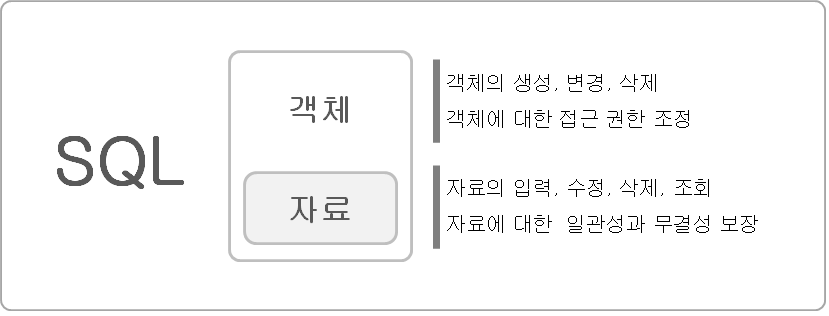 SQL
객체
자료
객체의 생성, 변경, 삭제
객체에 대한 접근 권한 조정
자료의 입력, 수정, 삭제, 조회
자료에 대한 일관성과 무결성 보장